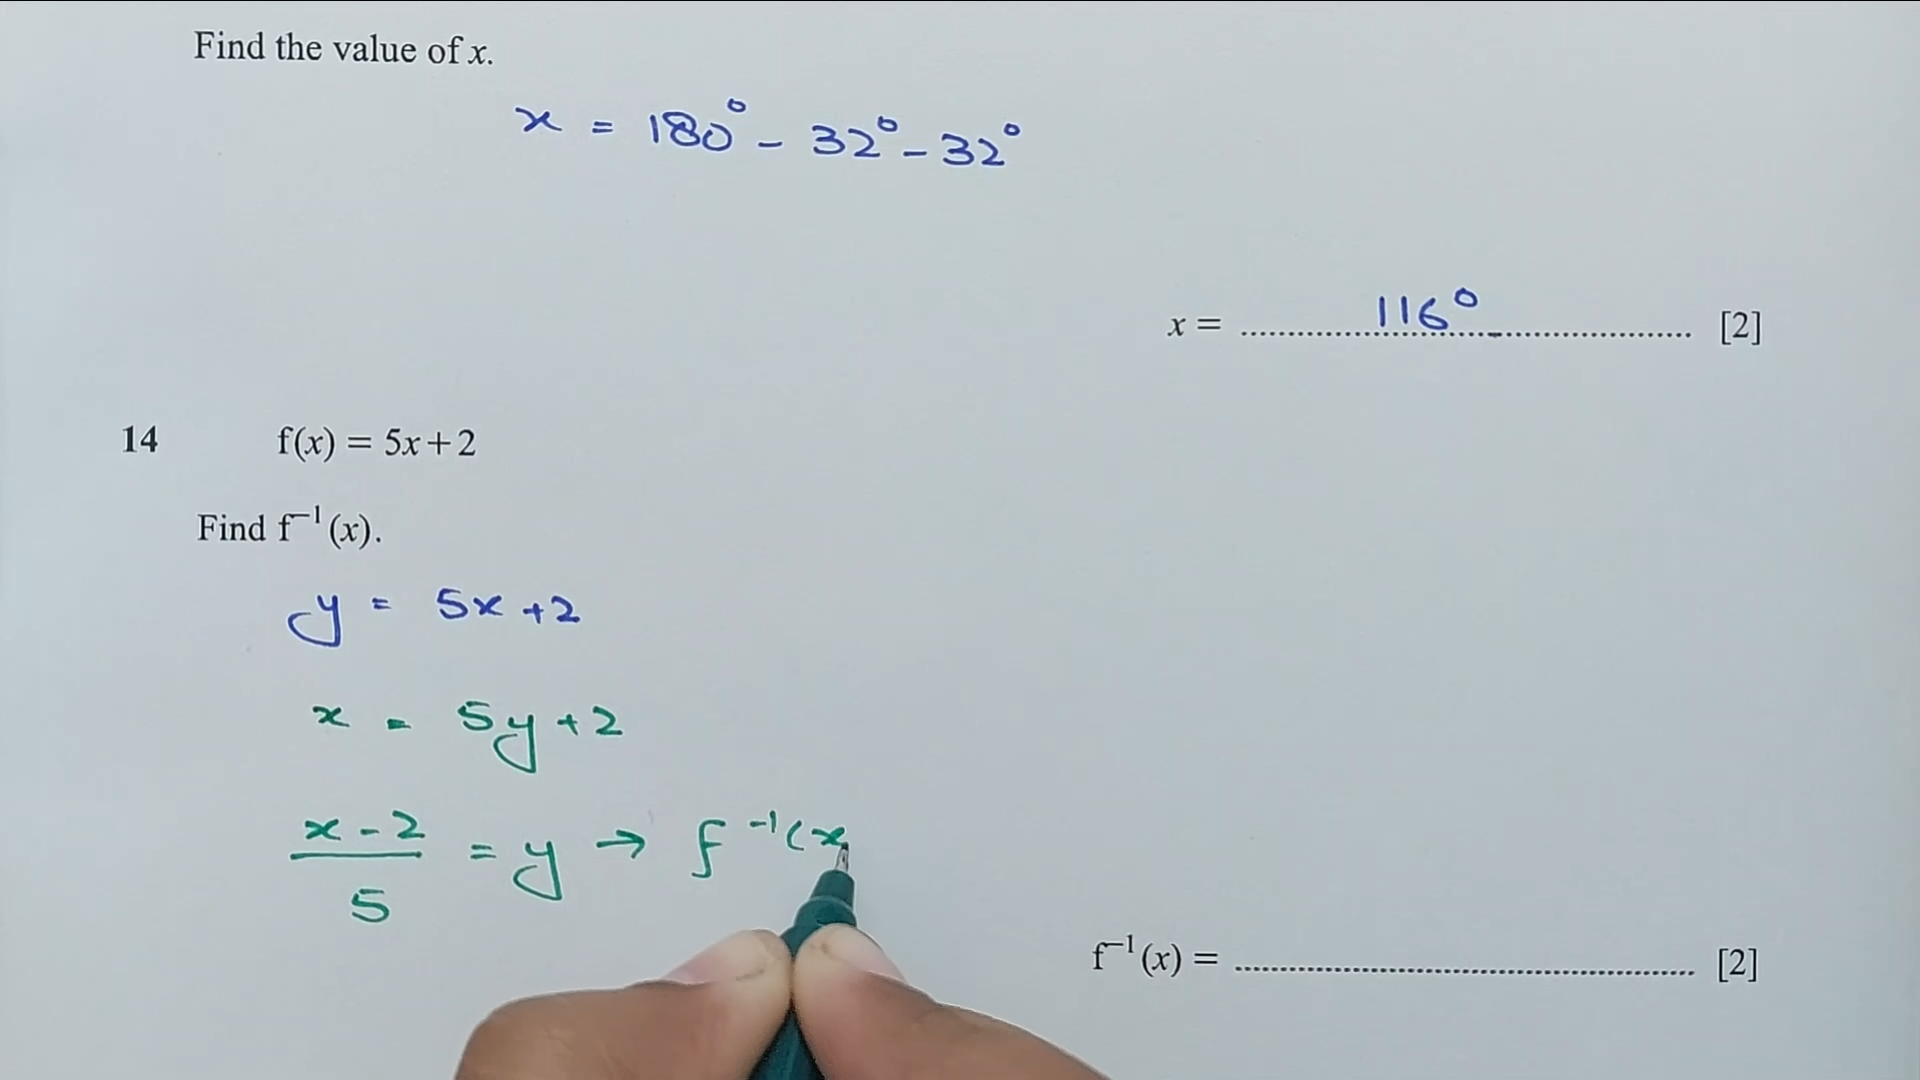 Find the value of x.
x = 180° - 32° - 32°
x = 116° [2]
14 f(x) = 5x+2
Find f⁻¹(x).
y = 5x + 2
x = 5y + 2
x - 2 / 5 = y → f⁻¹(x
f⁻¹(x) = [2]